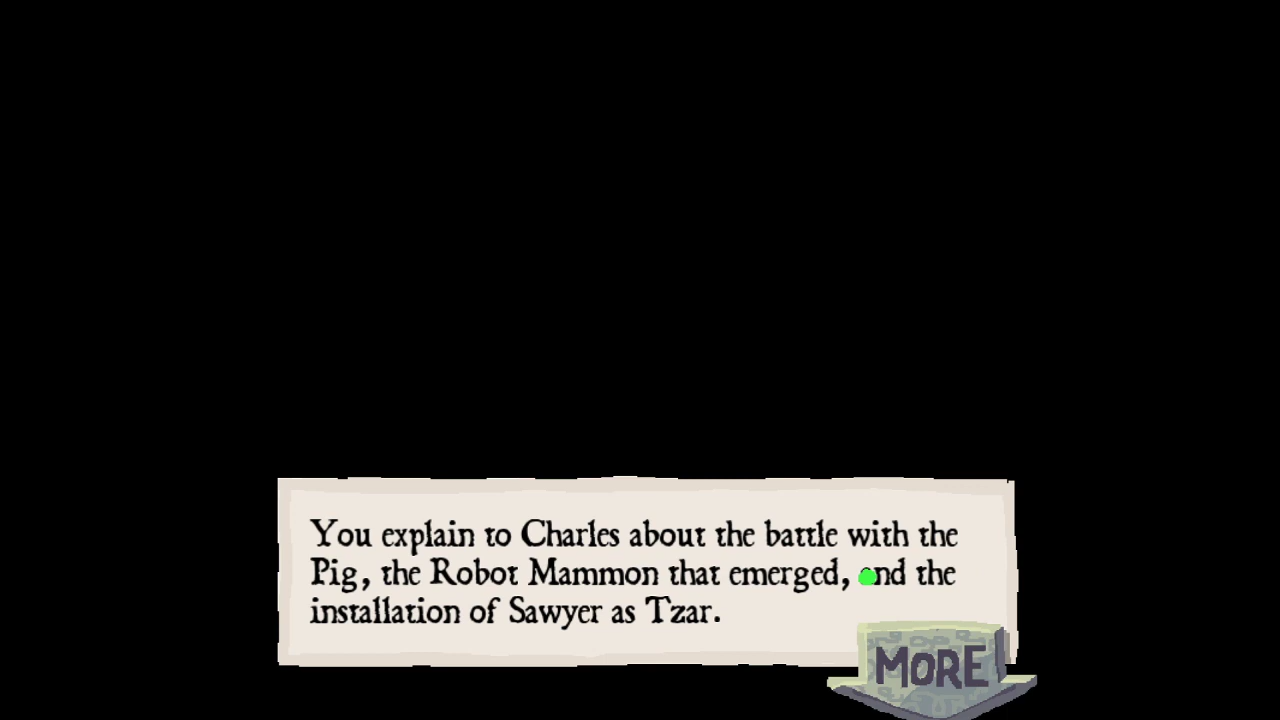 You explain to Charles about the battle with the
Pig, the Robot Mammon that emerged, and the
installation of Sawyer as Tzar.
MORE